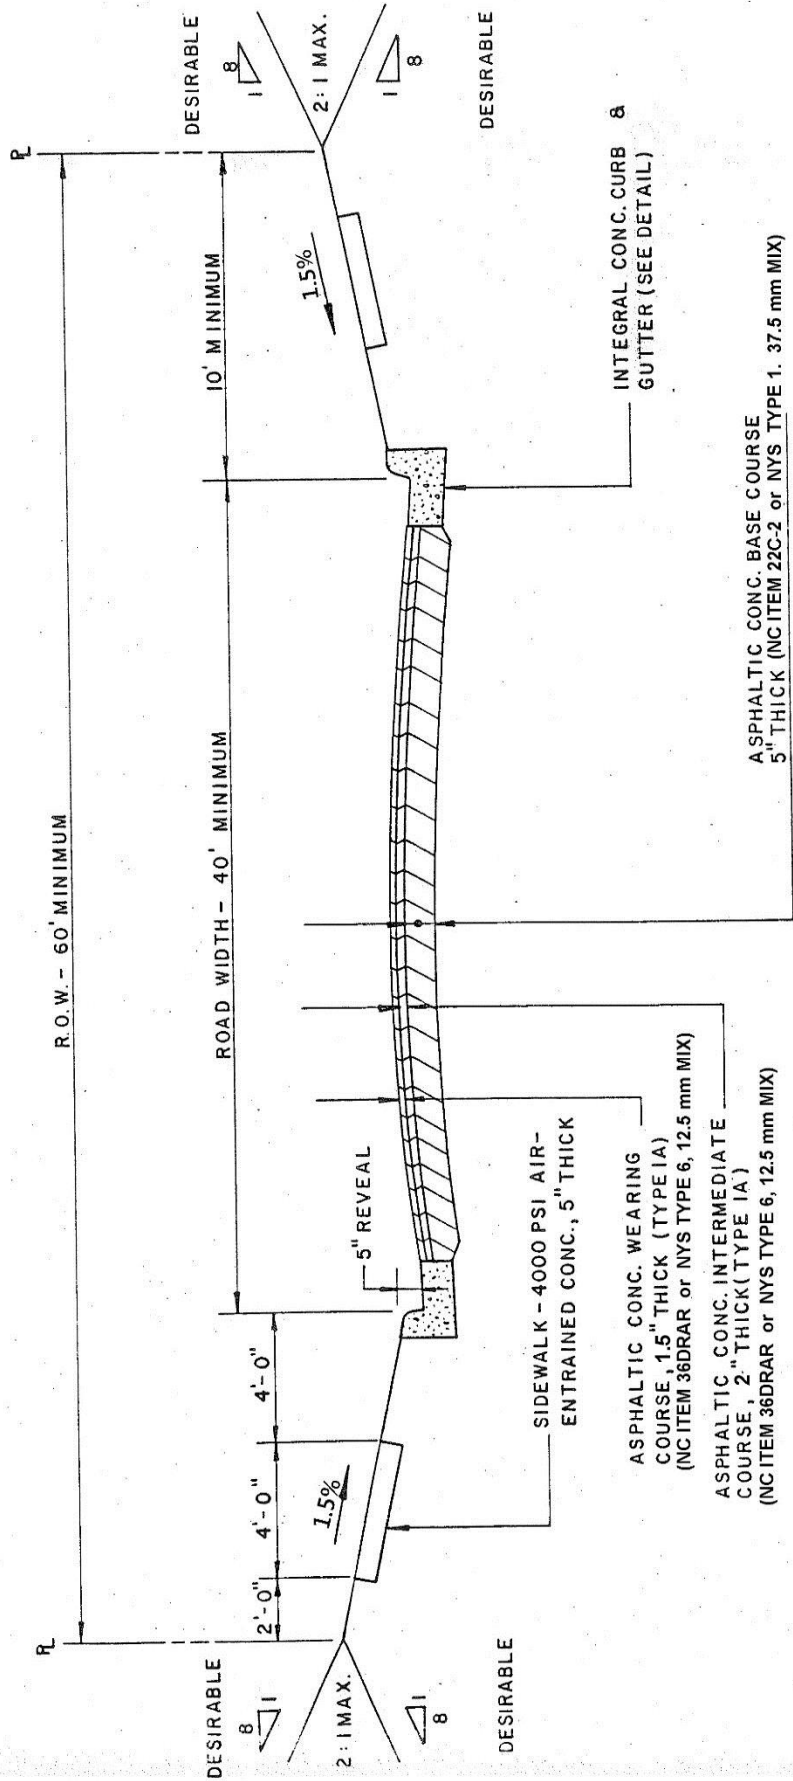 R.O.W. - 60' MINIMUM
ROAD WIDTH - 40' MINIMUM
10' MINIMUM
2'-0"
4'-0"
4'-0"
5" REVEAL
PL
PL
DESIRABLE
8
1
2:1 MAX.
1
8
DESIRABLE
1.5%
1.5%
DESIRABLE
8
1
2:1 MAX.
1
8
DESIRABLE
SIDEWALK - 4000 PSI AIR-
ENTRAINED CONC., 5" THICK
ASPHALTIC CONC. WEARING
COURSE, 1.5" THICK (TYPE 1A)
(NC ITEM 36DRAR or NYS TYPE 6, 12.5 mm MIX)
ASPHALTIC CONC. INTERMEDIATE
COURSE, 2" THICK (TYPE 1A)
(NC ITEM 36DRAR or NYS TYPE 6, 12.5 mm MIX)
INTEGRAL CONC. CURB &
GUTTER (SEE DETAIL)
ASPHALTIC CONC. BASE COURSE
5" THICK (NC ITEM 22C-2 or NYS TYPE 1. 37.5 mm MIX)